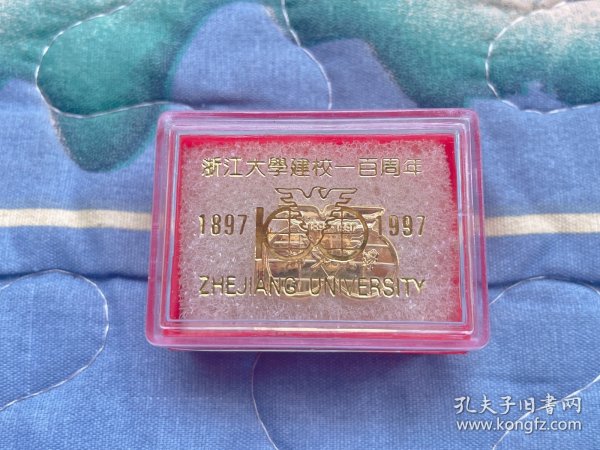 浙江大學建校一百周年
1897 100 1997
ZHEJIANG UNIVERSITY
孔夫子旧书网
www.kongfz.com